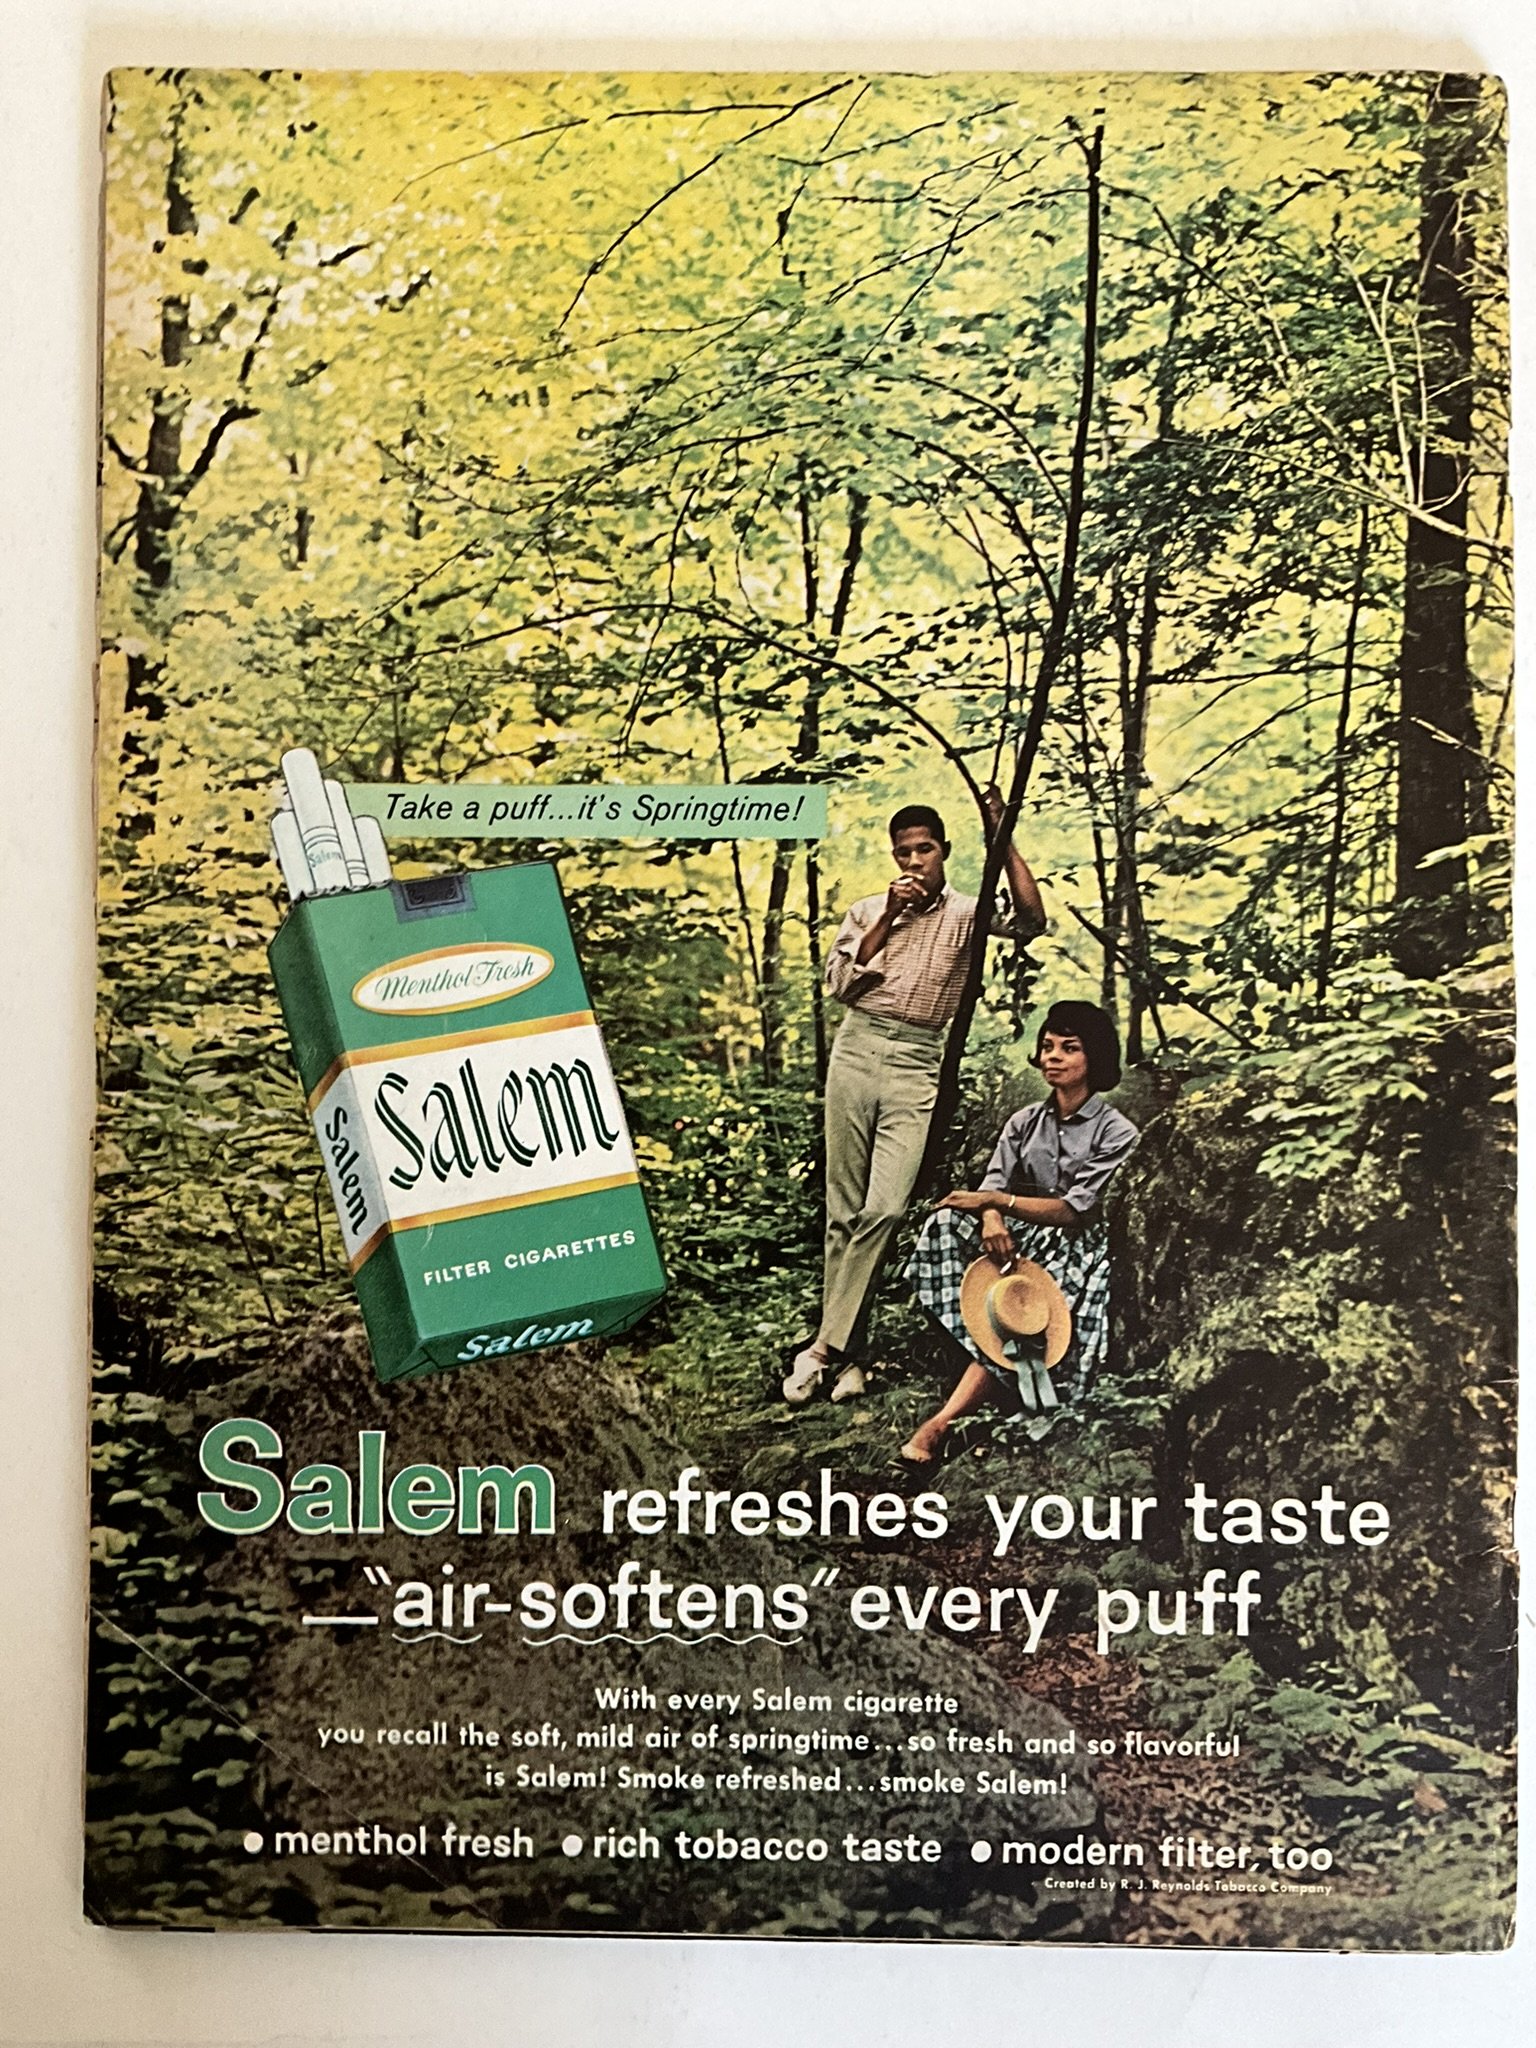 Take a puff...it's Springtime!
Salem
Menthol Fresh
Salem
Salem
FILTER CIGARETTES
Salem
Salem refreshes your taste
—"air-softens" every puff
With every Salem cigarette
you recall the soft, mild air of springtime...so fresh and so flavorful
is Salem! Smoke refreshed...smoke Salem!
• menthol fresh • rich tobacco taste • modern filter, too
Created by R. J. Reynolds Tobacco Company